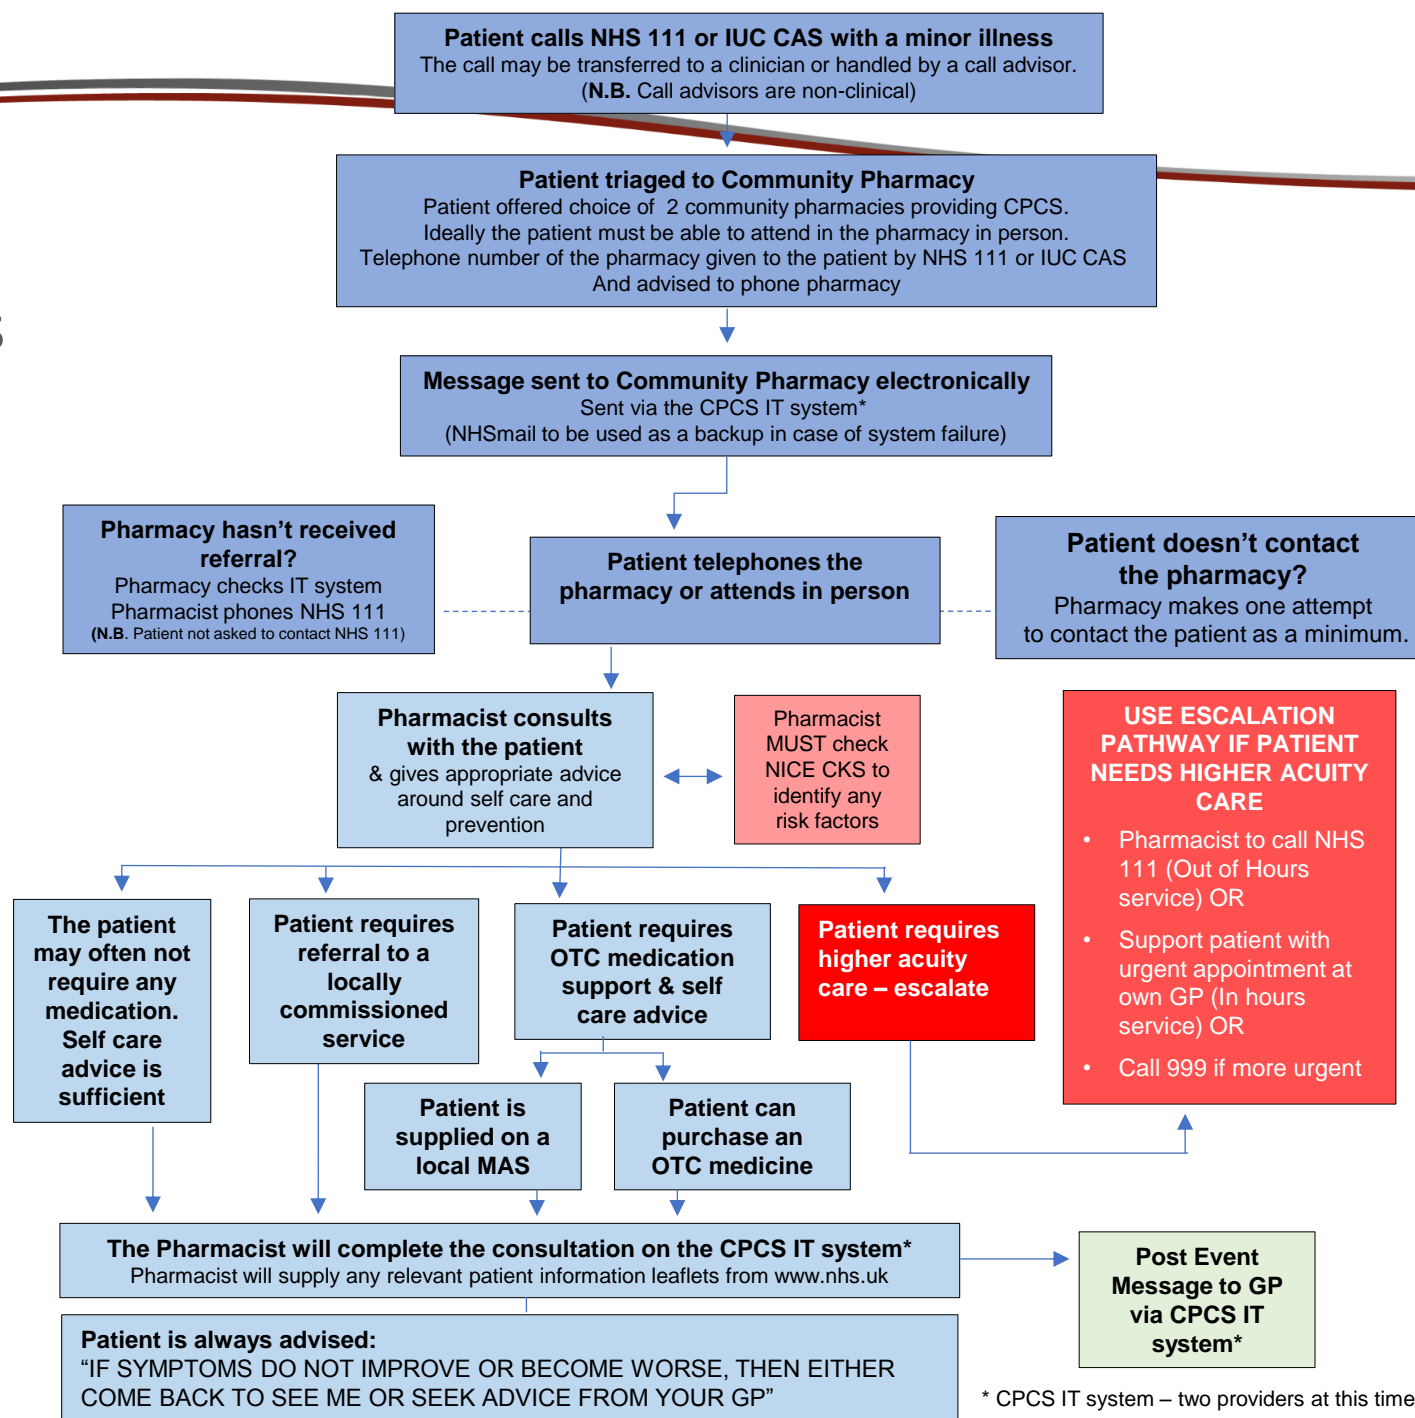 Patient calls NHS 111 or IUC CAS with a minor illness
The call may be transferred to a clinician or handled by a call advisor.
(N.B. Call advisors are non-clinical)
Patient triaged to Community Pharmacy
Patient offered choice of 2 community pharmacies providing CPCS.
Ideally the patient must be able to attend in the pharmacy in person.
Telephone number of the pharmacy given to the patient by NHS 111 or IUC CAS
And advised to phone pharmacy
Message sent to Community Pharmacy electronically
Sent via the CPCS IT system*
(NHSmail to be used as a backup in case of system failure)
Pharmacy hasn't received
referral?
Pharmacy checks IT system
Pharmacist phones NHS 111
(N.B. Patient not asked to contact NHS 111)
Patient telephones the
pharmacy or attends in person
Patient doesn't contact
the pharmacy?
Pharmacy makes one attempt
to contact the patient as a minimum.
Pharmacist consults
with the patient
& gives appropriate advice
around self care and
prevention
Pharmacist
MUST check
NICE CKS to
identify any
risk factors
USE ESCALATION
PATHWAY IF PATIENT
NEEDS HIGHER ACUITY
CARE
• Pharmacist to call NHS
111 (Out of Hours
service) OR
• Support patient with
urgent appointment at
own GP (In hours
service) OR
• Call 999 if more urgent
The patient
may often not
require any
medication.
Self care
advice is
sufficient
Patient requires
referral to a
locally
commissioned
service
Patient requires
OTC medication
support & self
care advice
Patient requires
higher acuity
care – escalate
Patient is
supplied on a
local MAS
Patient can
purchase an
OTC medicine
The Pharmacist will complete the consultation on the CPCS IT system*
Pharmacist will supply any relevant patient information leaflets from www.nhs.uk
Post Event
Message to GP
via CPCS IT
system*
Patient is always advised:
"IF SYMPTOMS DO NOT IMPROVE OR BECOME WORSE, THEN EITHER
COME BACK TO SEE ME OR SEEK ADVICE FROM YOUR GP"
* CPCS IT system – two providers at this time